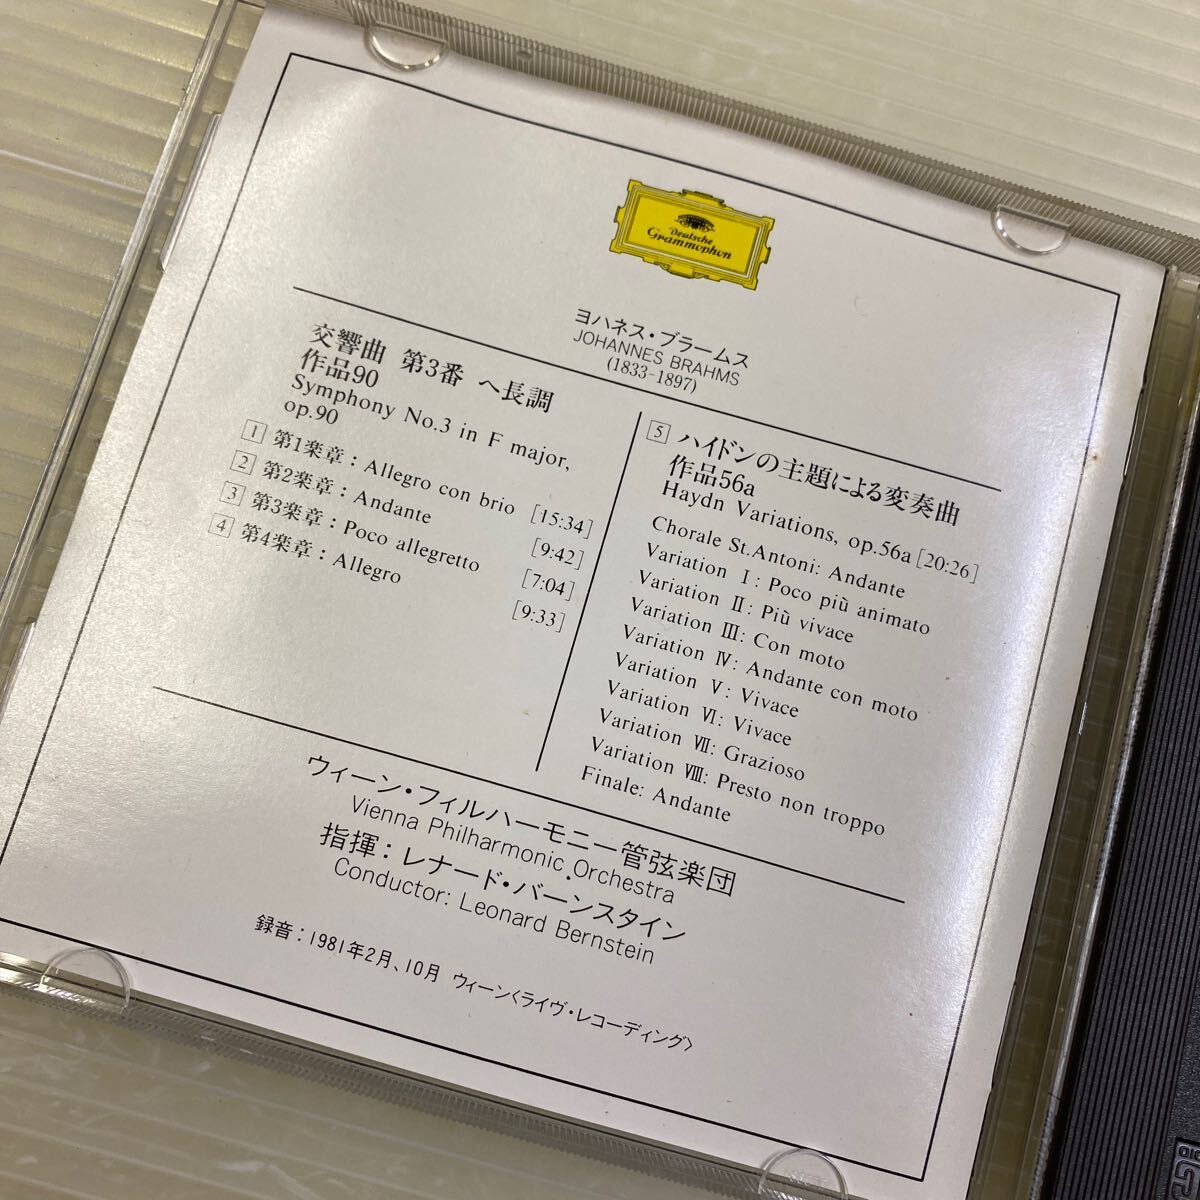 Deutsche
Grammophon
ヨハネス・ブラームス
JOHANNES BRAHMS
(1833-1897)
交響曲 第3番 ヘ長調
作品90
Symphony No.3 in F major,
op.90
1 第1楽章：Allegro con brio [15:34]
2 第2楽章：Andante [9:42]
3 第3楽章：Poco allegretto [7:04]
4 第4楽章：Allegro [9:33]
5 ハイドンの主題による変奏曲
作品56a
Haydn Variations, op.56a [20:26]
Chorale St.Antoni: Andante
Variation Ⅰ: Poco più animato
Variation Ⅱ: Più vivace
Variation Ⅲ: Con moto
Variation Ⅳ: Andante con moto
Variation Ⅴ: Vivace
Variation Ⅵ: Vivace
Variation Ⅶ: Grazioso
Variation Ⅷ: Presto non troppo
Finale: Andante
ウィーン・フィルハーモニー管弦楽団
Vienna Philharmonic Orchestra
指揮：レナード・バーンスタイン
Conductor: Leonard Bernstein
録音：1981年2月、10月 ウィーン〈ライヴ・レコーディング〉